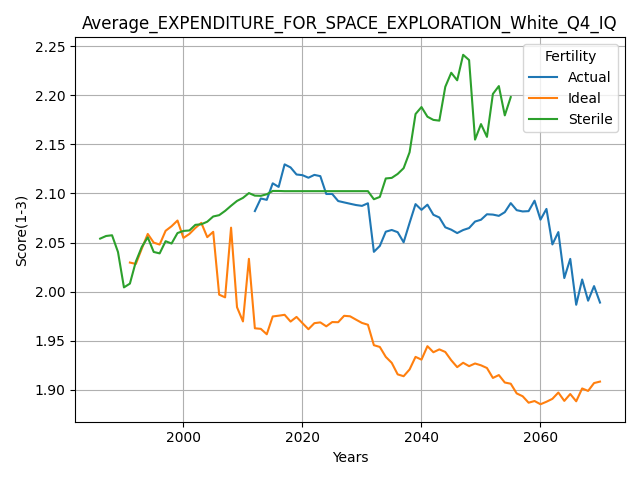 Average_EXPENDITURE_FOR_SPACE_EXPLORATION_White_Q4_IQ
2.25
2.20
2.15
2.10
2.05
2.00
1.95
1.90
Score(1-3)
Fertility
Actual
Ideal
Sterile
2000
2020
2040
2060
Years